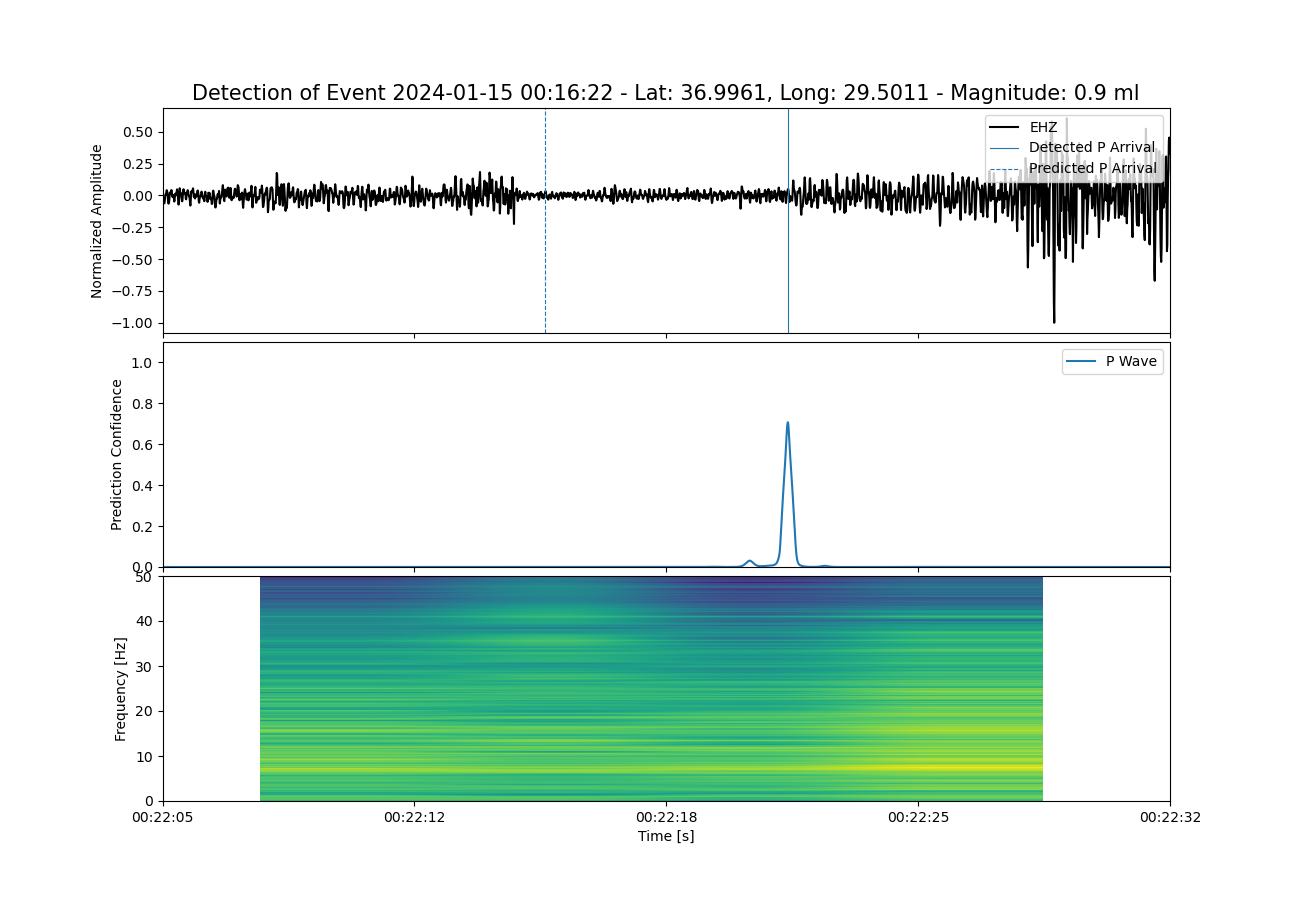 Detection of Event 2024-01-15 00:16:22 - Lat: 36.9961, Long: 29.5011 - Magnitude: 0.9 ml
Normalized Amplitude
0.50
0.25
0.00
−0.25
−0.50
−0.75
−1.00
EHZ
Detected P Arrival
Predicted P Arrival
Prediction Confidence
1.0
0.8
0.6
0.4
0.2
0.0
P Wave
Frequency [Hz]
50
40
30
20
10
0
00:22:05 00:22:12 00:22:18 00:22:25 00:22:32
Time [s]